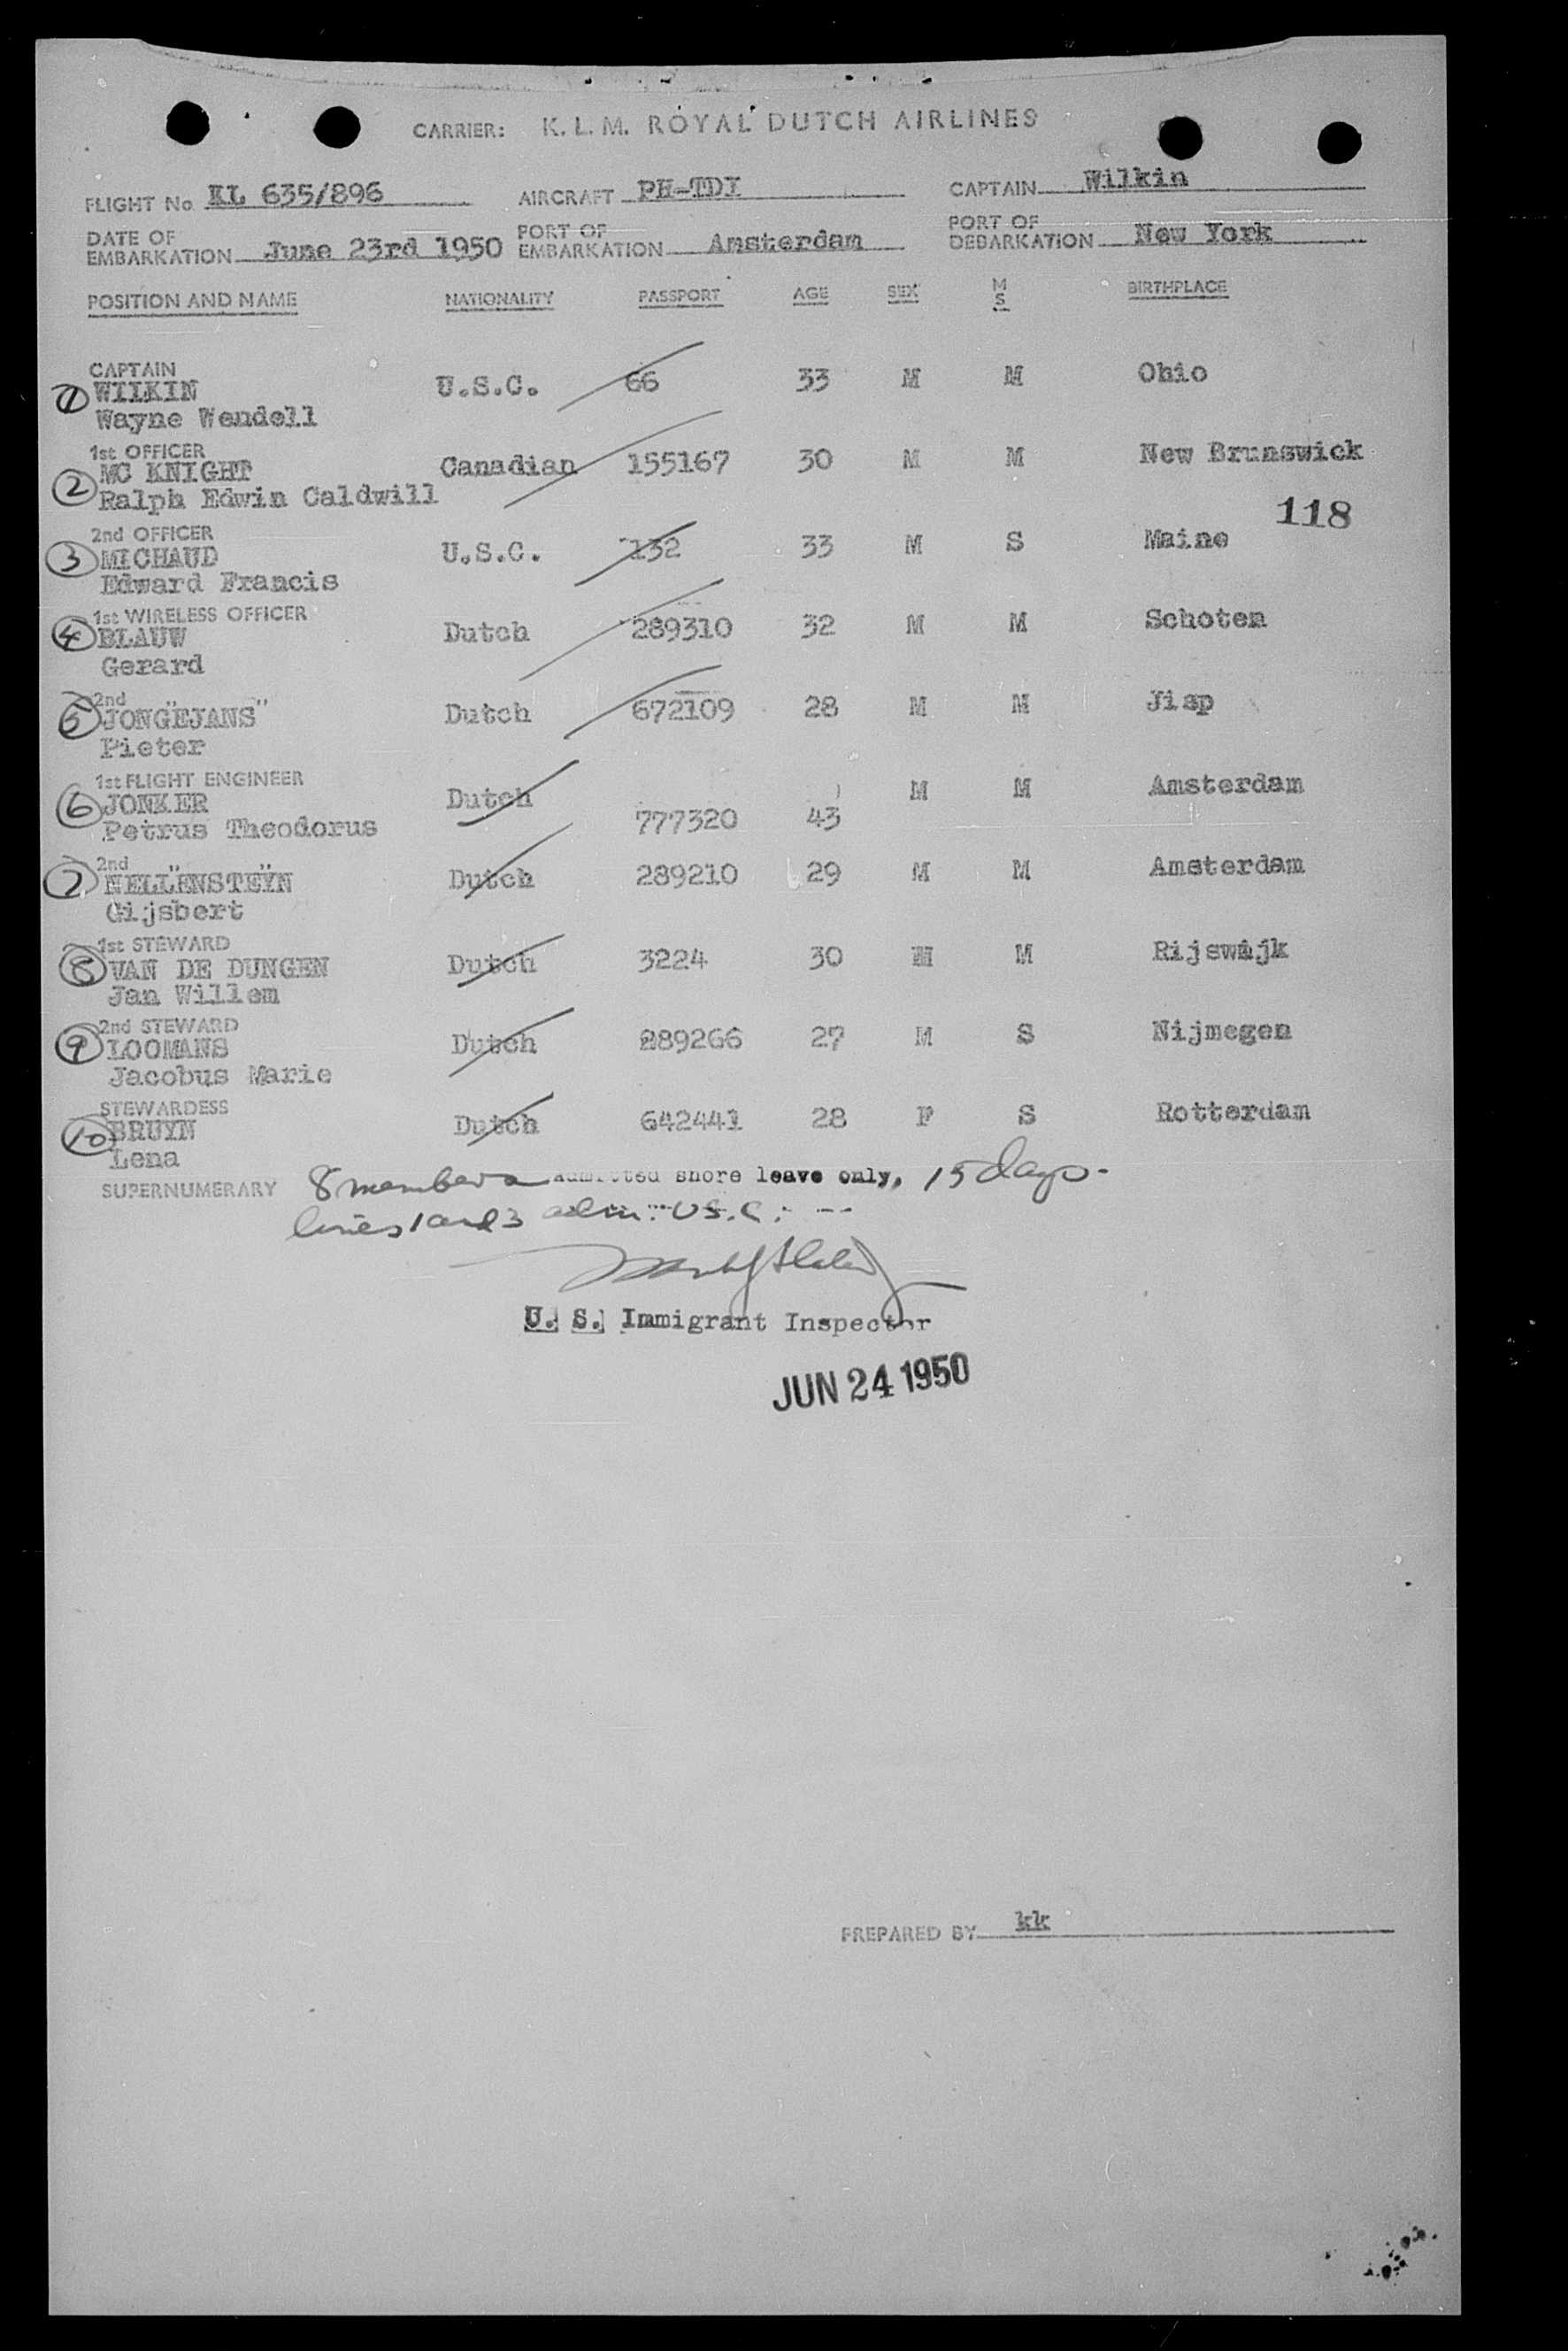 CARRIER: K. L. M. ROYAL DUTCH AIRLINES
FLIGHT No KL 635/896 AIRCRAFT PH-TDI CAPTAIN Wilkin
DATE OF EMBARKATION June 23rd 1950 PORT OF EMBARKATION Amsterdam PORT OF DEBARKATION New York
POSITION AND NAME NATIONALITY PASSPORT AGE SEX M S BIRTHPLACE
CAPTAIN
1 WILKIN U.S.C. 66 33 M M Ohio
Wayne Wendell
1st OFFICER
2 MC KNIGHT Canadian 155167 30 M M New Brunswick
Ralph Edwin Caldwill
118
2nd OFFICER
3 MICHAUD U.S.C. 132 33 M S Maine
Edward Francis
1st WIRELESS OFFICER
4 BLAUW Dutch 289310 32 M M Schoten
Gerard
2nd " "
5 JONGEJANS Dutch 672109 28 M M Jisp
Pieter
1st FLIGHT ENGINEER
6 JONKER Dutch 777320 43 M M Amsterdam
Petrus Theodorus
2nd " "
7 MELLENSTEYN Dutch 289210 29 M M Amsterdam
Gijsbert
1st STEWARD
8 VAN DE DUNGEN Dutch 3224 30 M M Rijswijk
Jan Willem
2nd STEWARD
9 LOOMANS Dutch 289266 27 M S Nijmegen
Jacobus Marie
STEWARDESS
10 BRUYN Dutch 642441 28 F S Rotterdam
Lena
SUPERNUMERARY 8 members admitted shore leave only, 15 days-
lines 1 and 3 adm. U.S.C. --
U. S. Immigrant Inspector
JUN 24 1950
PREPARED BY kk